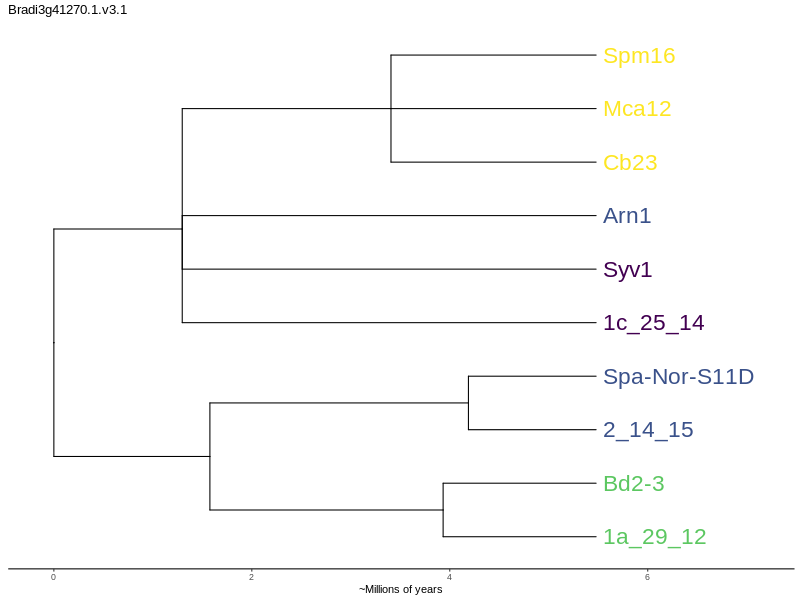 Bradi3g41270.1.v3.1
Spm16
Mca12
Cb23
Arn1
Syv1
1c_25_14
Spa-Nor-S11D
2_14_15
Bd2-3
1a_29_12
0 2 4 6
~Millions of years